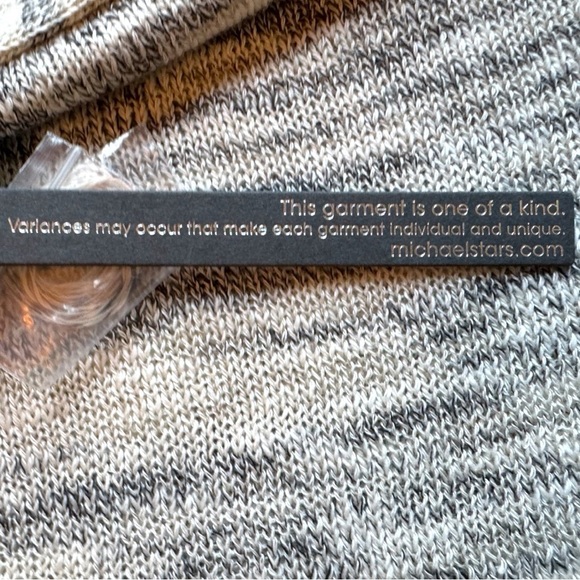 This garment is one of a kind.
Variances may occur that make each garment individual and unique.
michaelstars.com